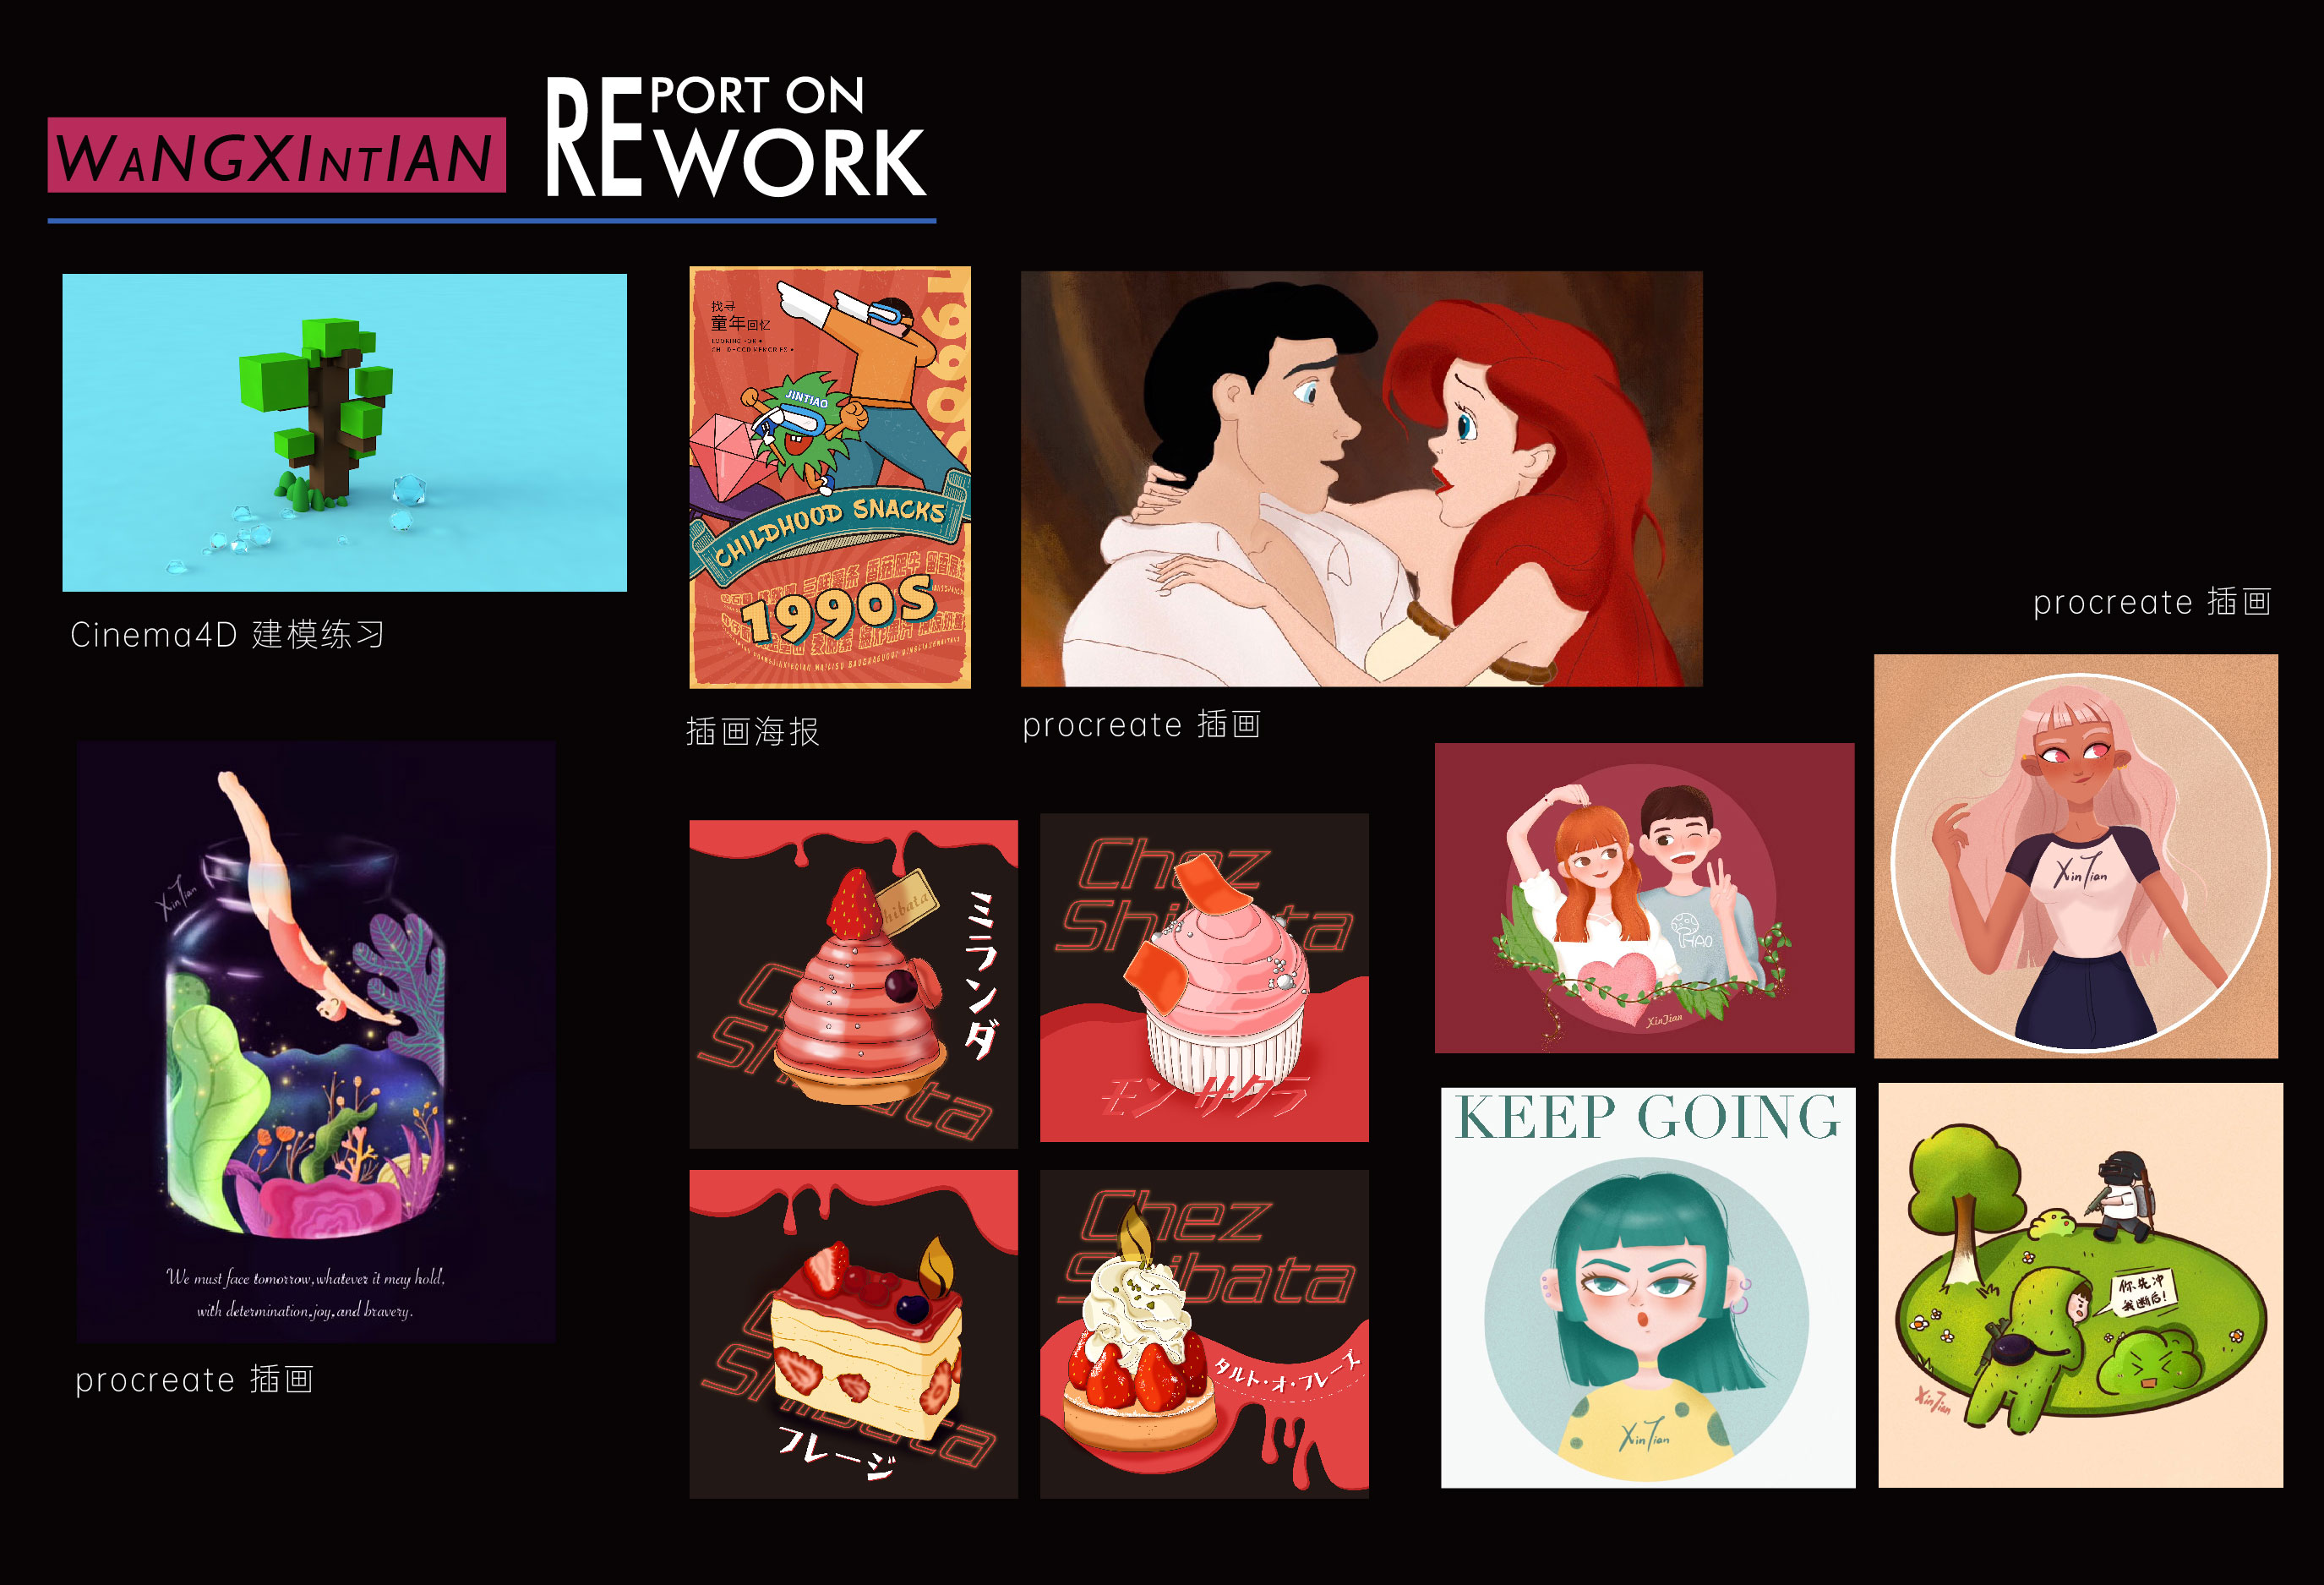 WANGXINTIAN
REPORT ON
REWORK
Cinema4D 建模练习
找寻
童年回忆
LOOKING FOR
CHILDHOOD MEMORIES
1990S
JINTIAO
CHILDHOOD SNACKS
1990S
插画海报
procreate 插画
procreate 插画
XinTian
We must face tomorrow,whatever it may hold,
with determination,joy,and bravery.
procreate 插画
hibata
ミランダ
Shibata
Chez
Shibata
モン サクラ
Shibata
フレージ
Chez
Shibata
タルト・オ・フレーズ
HAO
XinTian
XinTian
KEEP GOING
XinTian
你先冲
我断后!
XinTian